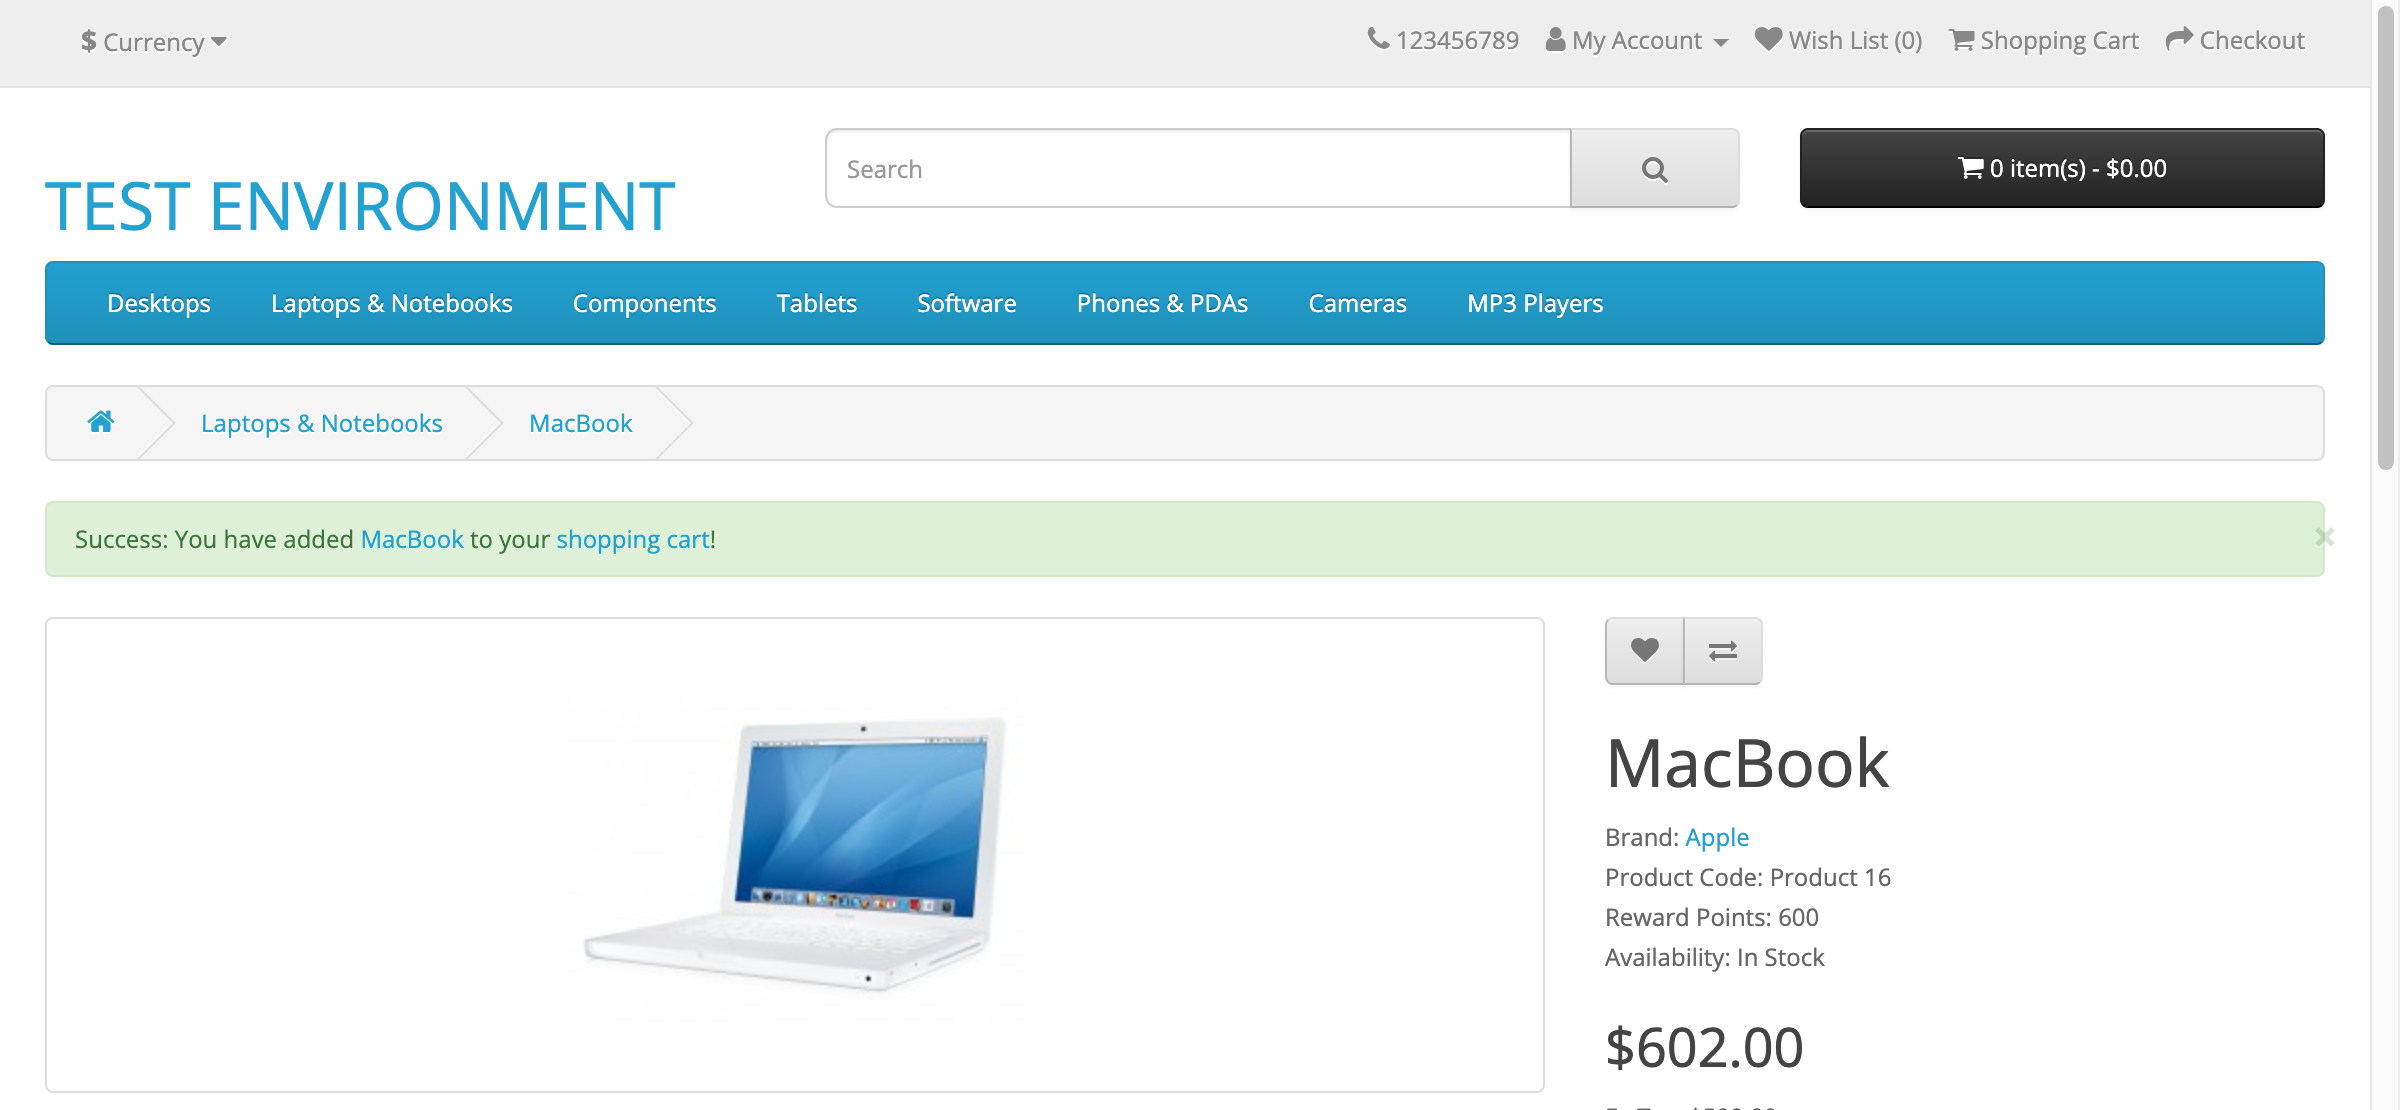 $ Currency
123456789 My Account Wish List (0) Shopping Cart Checkout
TEST ENVIRONMENT
Search
0 item(s) - $0.00
Desktops Laptops & Notebooks Components Tablets Software Phones & PDAs Cameras MP3 Players
Laptops & Notebooks MacBook
Success: You have added MacBook to your shopping cart!
×
MacBook
Brand: Apple
Product Code: Product 16
Reward Points: 600
Availability: In Stock
$602.00